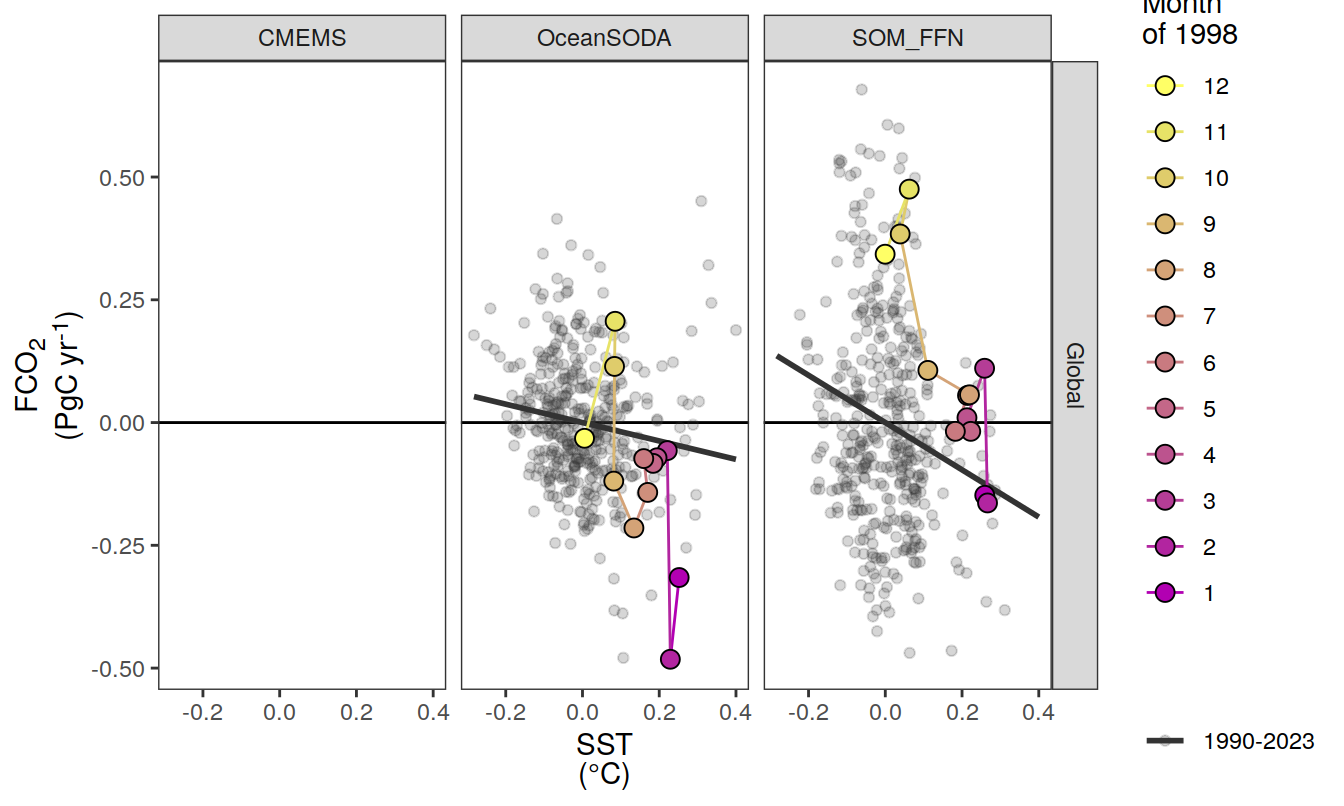 CMEMS OceanSODA SOM_FFN
Month
of 1998
12
11
10
9
8
7
6
5
4
3
2
1
1990-2023
Global
FCO₂
(PgC yr⁻¹)
0.50
0.25
0.00
-0.25
-0.50
-0.2 0.0 0.2 0.4 -0.2 0.0 0.2 0.4 -0.2 0.0 0.2 0.4
SST
(°C)